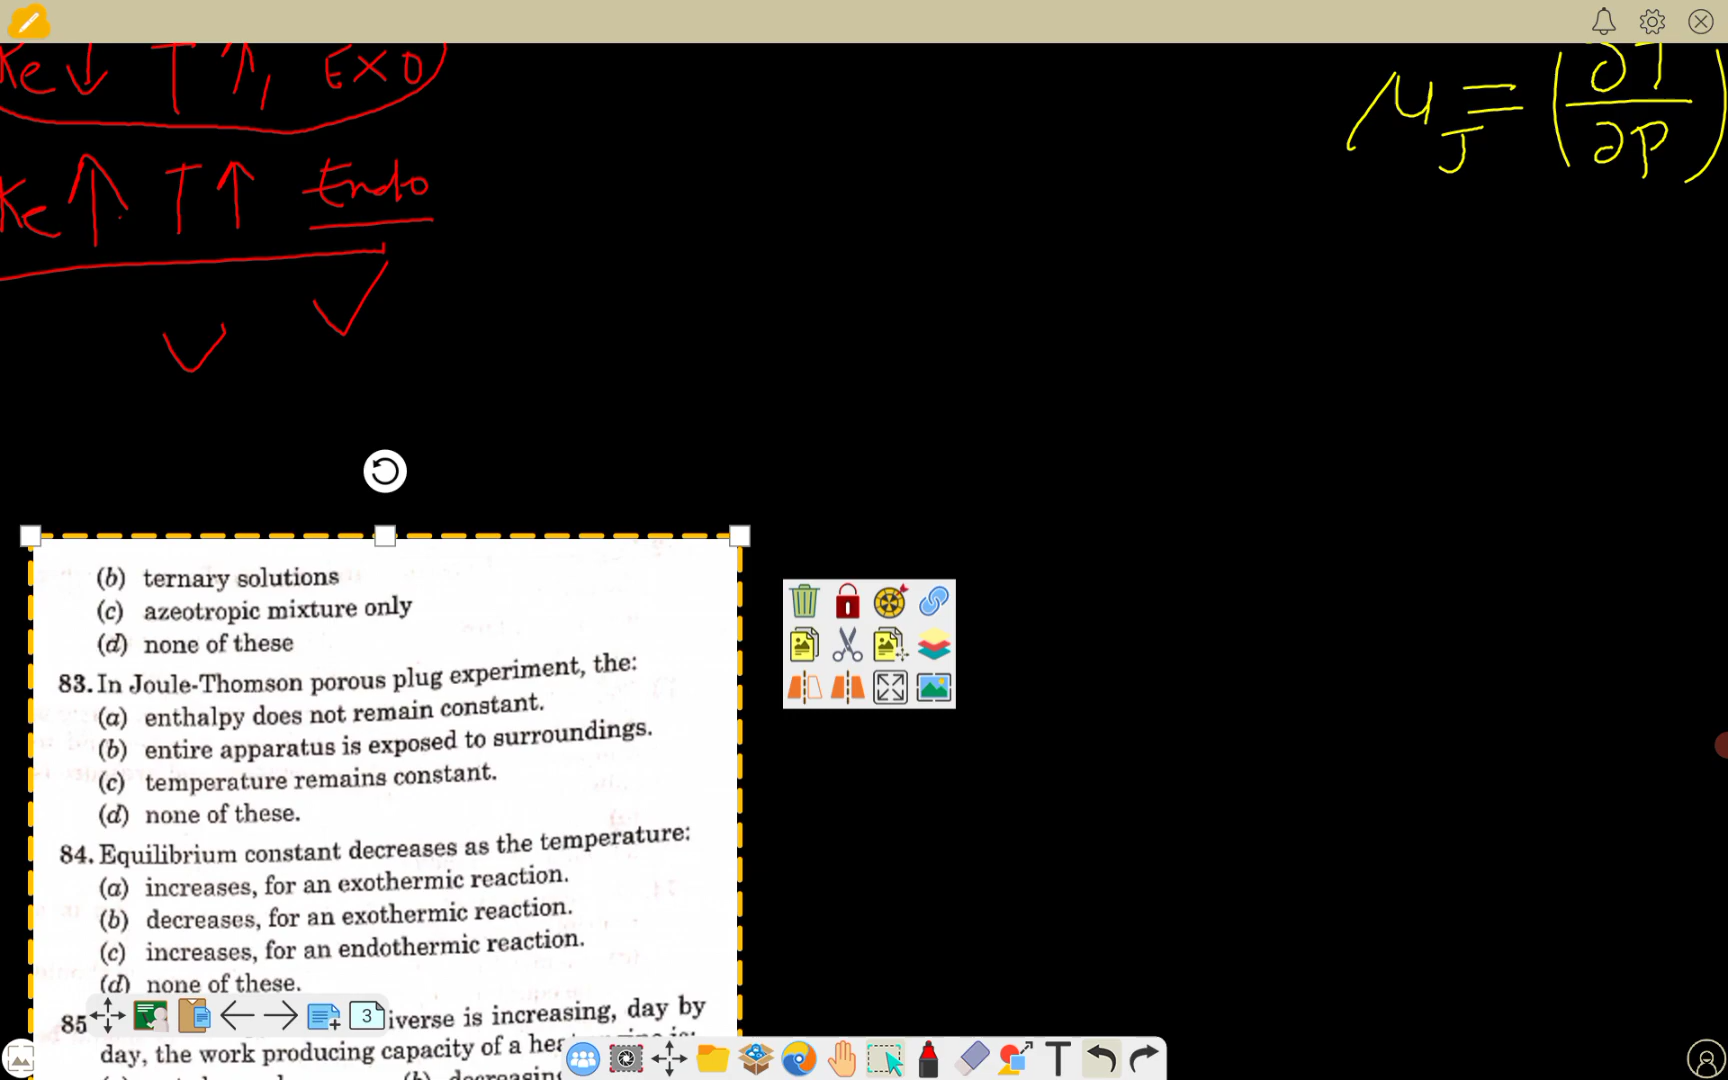 Kc ↓ T ↑, EXO
Kc ↑ T ↑ Endo
μJ = (∂T/∂P)
(b) ternary solutions
(c) azeotropic mixture only
(d) none of these
83. In Joule-Thomson porous plug experiment, the:
(a) enthalpy does not remain constant.
(b) entire apparatus is exposed to surroundings.
(c) temperature remains constant.
(d) none of these.
84. Equilibrium constant decreases as the temperature:
(a) increases, for an exothermic reaction.
(b) decreases, for an exothermic reaction.
(c) increases, for an endothermic reaction.
(d) none of these.
85 iverse is increasing, day by
day, the work producing capacity of a
3
T